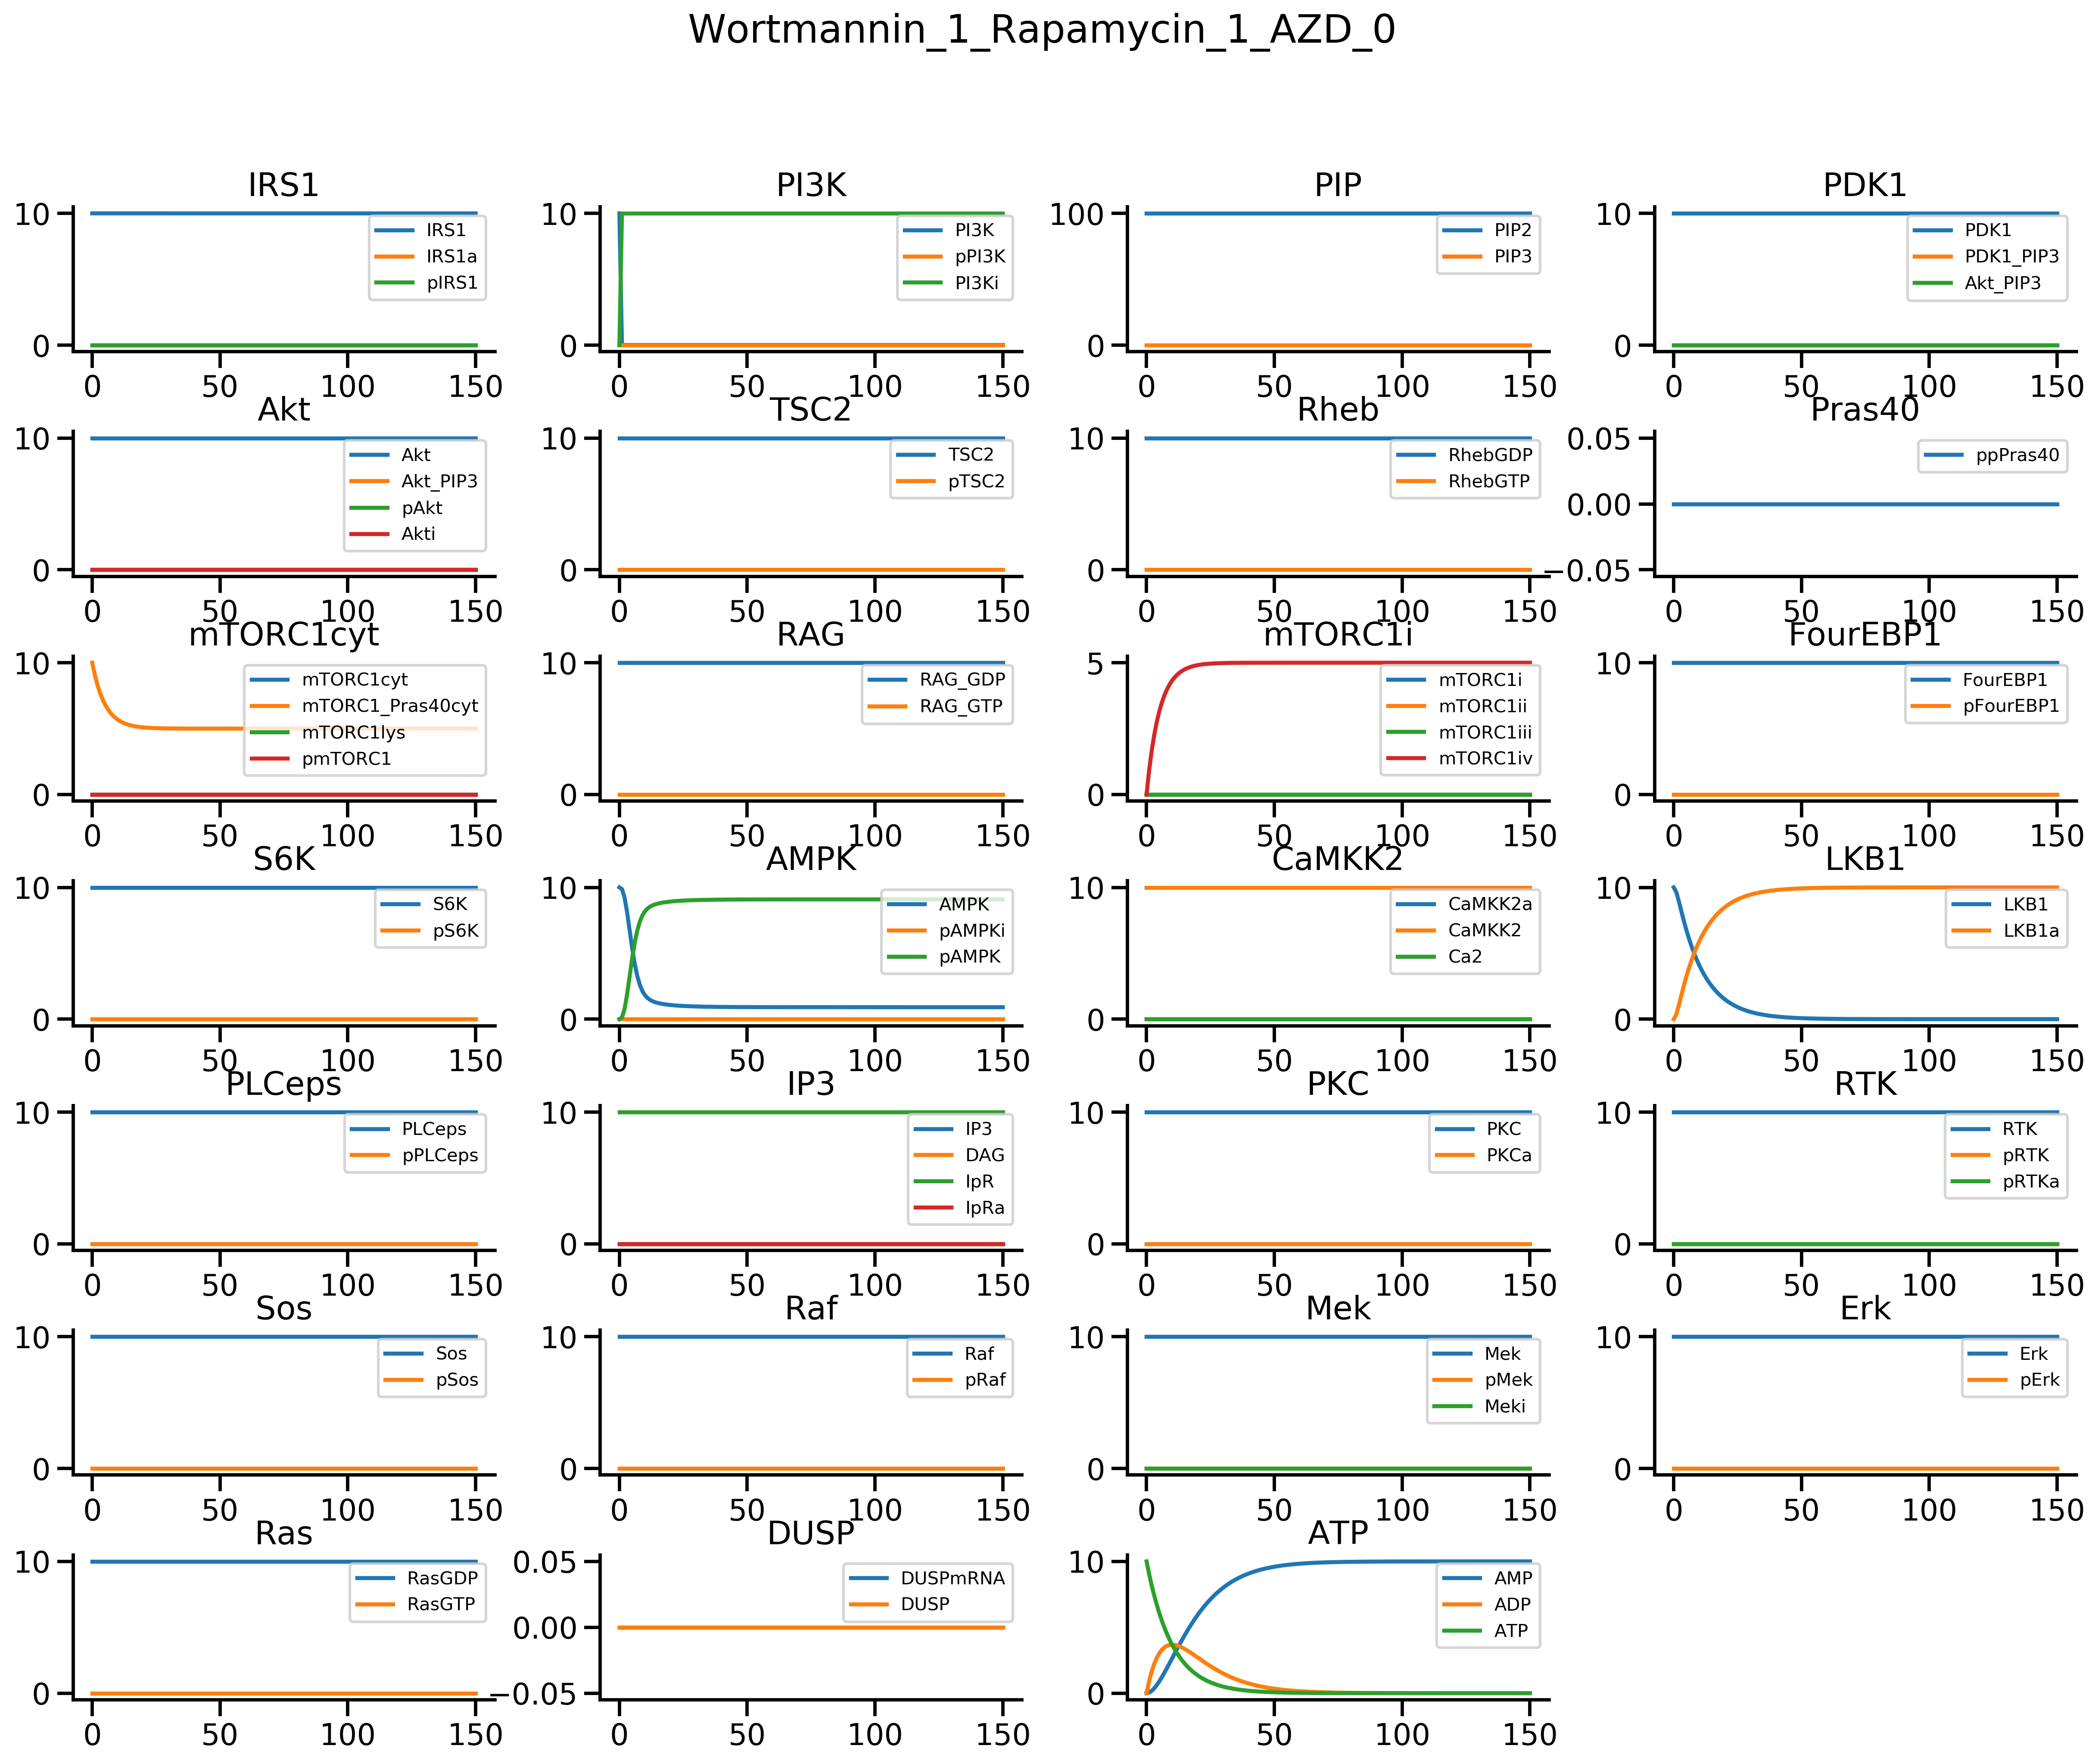 Wortmannin_1_Rapamycin_1_AZD_0
IRS1
10
0
0 50 100 150
IRS1
IRS1a
pIRS1
PI3K
10
0
0 50 100 150
PI3K
pPI3K
PI3Ki
PIP
100
0
0 50 100 150
PIP2
PIP3
PDK1
10
0
0 50 100 150
PDK1
PDK1_PIP3
Akt_PIP3
Akt
10
0
0 50 100 150
Akt
Akt_PIP3
pAkt
Akti
TSC2
10
0
0 50 100 150
TSC2
pTSC2
Rheb
10
0
0 50 100 150
RhebGDP
RhebGTP
Pras40
0.05
0.00
−0.05
0 50 100 150
ppPras40
mTORC1cyt
10
0
0 50 100 150
mTORC1cyt
mTORC1_Pras40cyt
mTORC1lys
pmTORC1
RAG
10
0
0 50 100 150
RAG_GDP
RAG_GTP
mTORC1i
5
0
0 50 100 150
mTORC1i
mTORC1ii
mTORC1iii
mTORC1iv
FourEBP1
10
0
0 50 100 150
FourEBP1
pFourEBP1
S6K
10
0
0 50 100 150
S6K
pS6K
AMPK
10
0
0 50 100 150
AMPK
pAMPKi
pAMPK
CaMKK2
10
0
0 50 100 150
CaMKK2a
CaMKK2
Ca2
LKB1
10
0
0 50 100 150
LKB1
LKB1a
PLCeps
10
0
0 50 100 150
PLCeps
pPLCeps
IP3
10
0
0 50 100 150
IP3
DAG
IpR
IpRa
PKC
10
0
0 50 100 150
PKC
PKCa
RTK
10
0
0 50 100 150
RTK
pRTK
pRTKa
Sos
10
0
0 50 100 150
Sos
pSos
Raf
10
0
0 50 100 150
Raf
pRaf
Mek
10
0
0 50 100 150
Mek
pMek
Meki
Erk
10
0
0 50 100 150
Erk
pErk
Ras
10
0
0 50 100 150
RasGDP
RasGTP
DUSP
0.05
0.00
−0.05
0 50 100 150
DUSPmRNA
DUSP
ATP
10
0
0 50 100 150
AMP
ADP
ATP